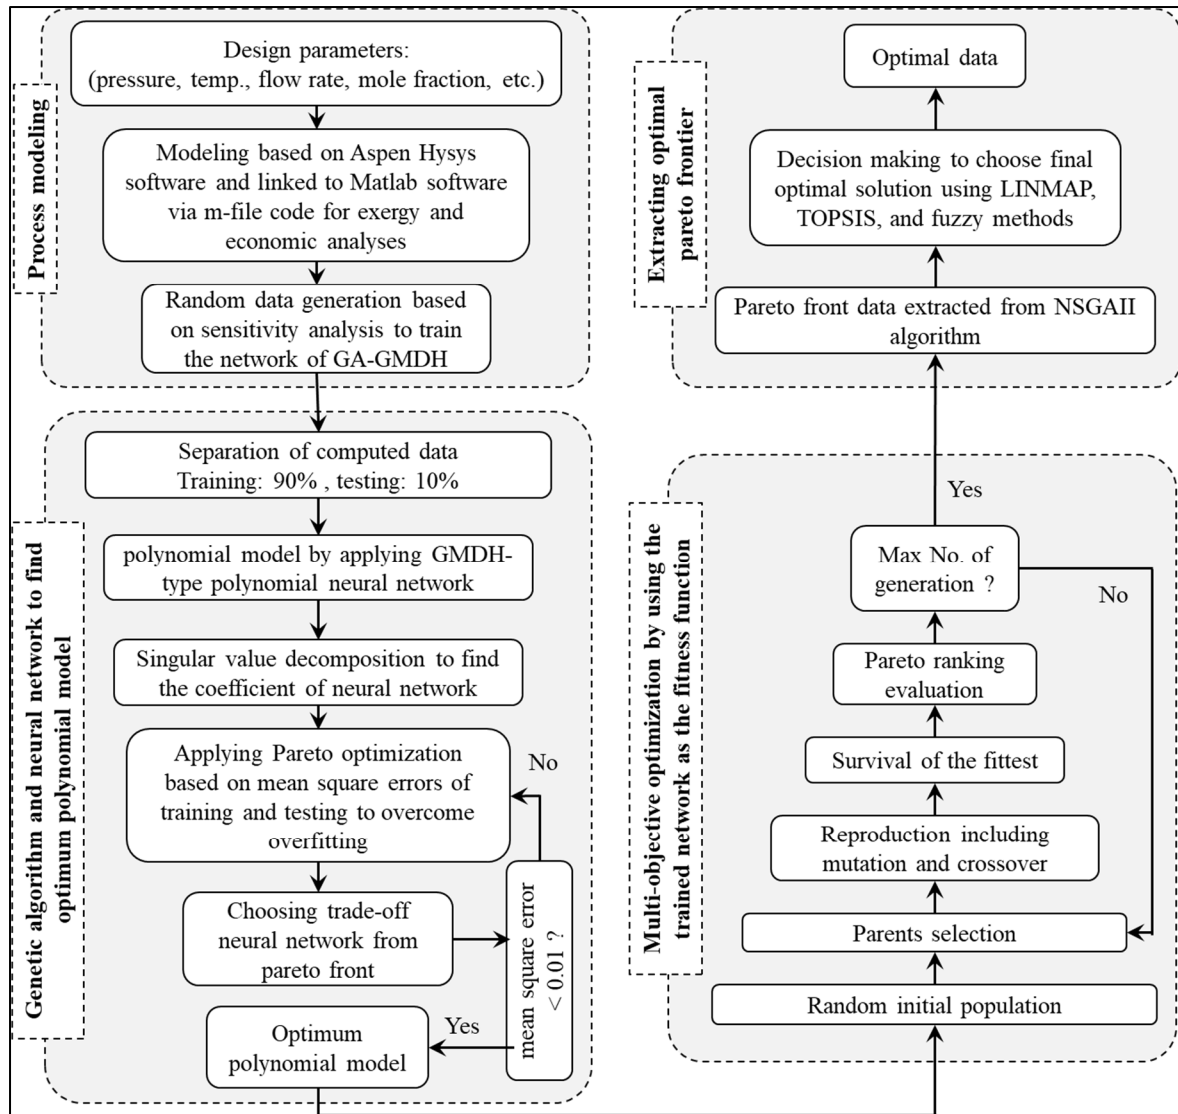 Process modeling
Design parameters:
(pressure, temp., flow rate, mole fraction, etc.)
Modeling based on Aspen Hysys
software and linked to Matlab software
via m-file code for exergy and
economic analyses
Random data generation based
on sensitivity analysis to train
the network of GA-GMDH
Genetic algorithm and neural network to find
optimum polynomial model
Separation of computed data
Training: 90% , testing: 10%
polynomial model by applying GMDH-
type polynomial neural network
Singular value decomposition to find
the coefficient of neural network
Applying Pareto optimization
based on mean square errors of
training and testing to overcome
overfitting
No
Choosing trade-off
neural network from
pareto front
mean square error
< 0.01 ?
Yes
Optimum
polynomial model
Extracting optimal
pareto frontier
Optimal data
Decision making to choose final
optimal solution using LINMAP,
TOPSIS, and fuzzy methods
Pareto front data extracted from NSGAII
algorithm
Multi-objective optimization by using the
trained network as the fitness function
Yes
Max No. of
generation ?
No
Pareto ranking
evaluation
Survival of the fittest
Reproduction including
mutation and crossover
Parents selection
Random initial population